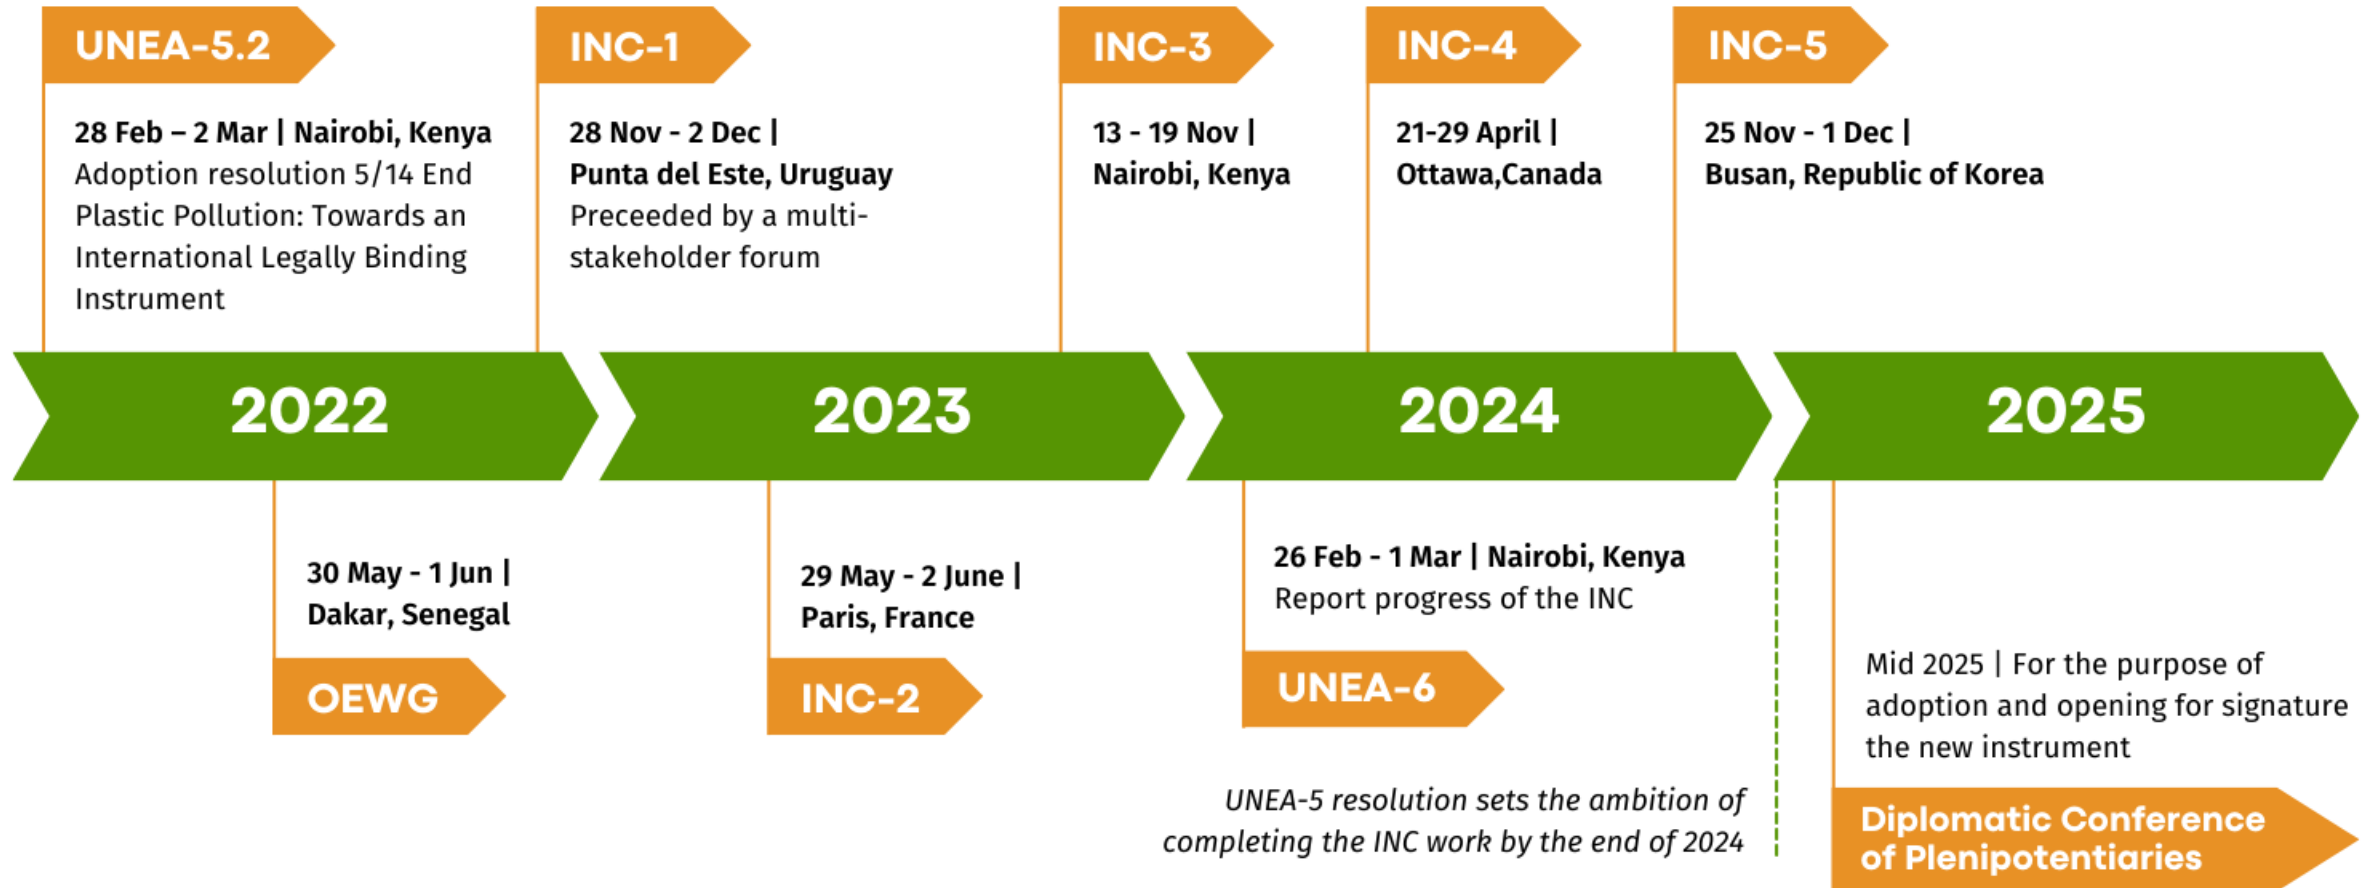 UNEA-5.2
28 Feb – 2 Mar | Nairobi, Kenya
Adoption resolution 5/14 End
Plastic Pollution: Towards an
International Legally Binding
Instrument
INC-1
28 Nov - 2 Dec |
Punta del Este, Uruguay
Preceeded by a multi-
stakeholder forum
INC-3
13 - 19 Nov |
Nairobi, Kenya
INC-4
21-29 April |
Ottawa,Canada
INC-5
25 Nov - 1 Dec |
Busan, Republic of Korea
2022
2023
2024
2025
30 May - 1 Jun |
Dakar, Senegal
OEWG
29 May - 2 June |
Paris, France
INC-2
26 Feb - 1 Mar | Nairobi, Kenya
Report progress of the INC
UNEA-6
UNEA-5 resolution sets the ambition of
completing the INC work by the end of 2024
Mid 2025 | For the purpose of
adoption and opening for signature
the new instrument
Diplomatic Conference
of Plenipotentiaries